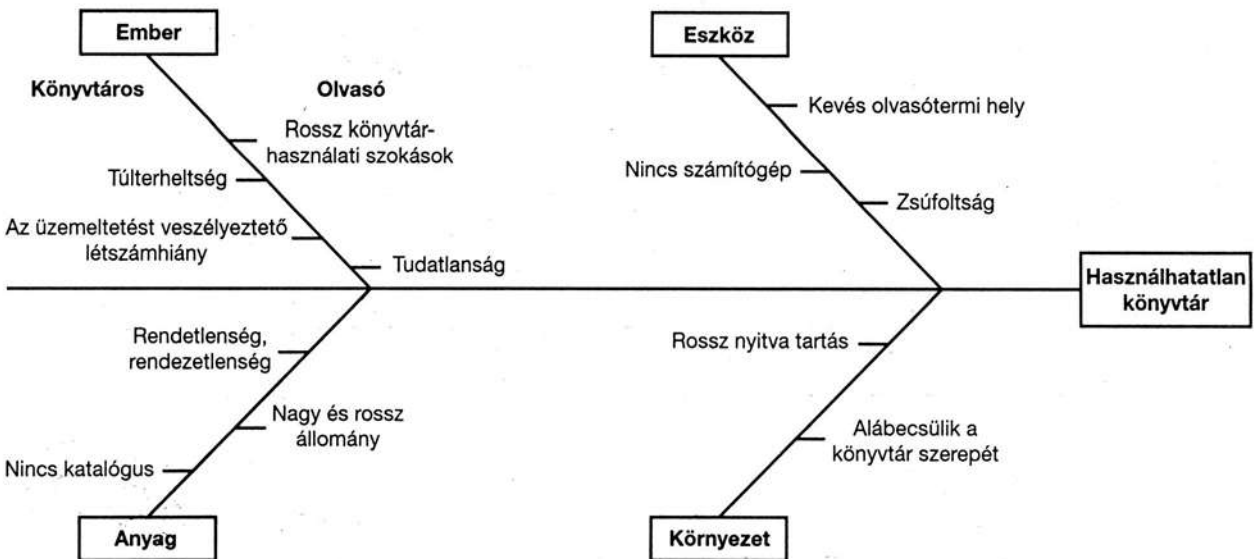 Ember
Eszköz
Könyvtáros
Olvasó
Rossz könyvtár-
használati szokások
Túlterheltség
Az üzemeltetést veszélyeztető
létszámhiány
Tudatlanság
Kevés olvasótermi hely
Nincs számítógép
Zsúfoltság
Használhatatlan
könyvtár
Rendetlenség,
rendezetlenség
Nagy és rossz
állomány
Nincs katalógus
Anyag
Rossz nyitva tartás
Alábecsülik a
könyvtár szerepét
Környezet